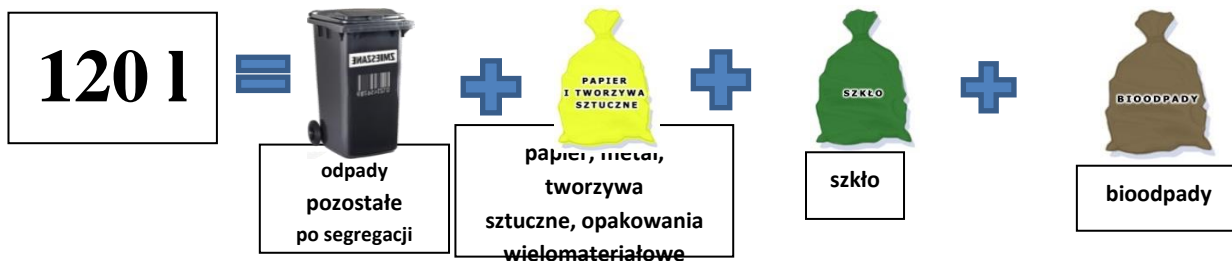 120 l
ZMIESZANE
odpady
pozostałe
po segregacji
PAPIER
I TWORZYWA
SZTUCZNE
papier, metal,
tworzywa
sztuczne, opakowania
wielomateriałowe
SZKŁO
szkło
BIOODPADY
bioodpady